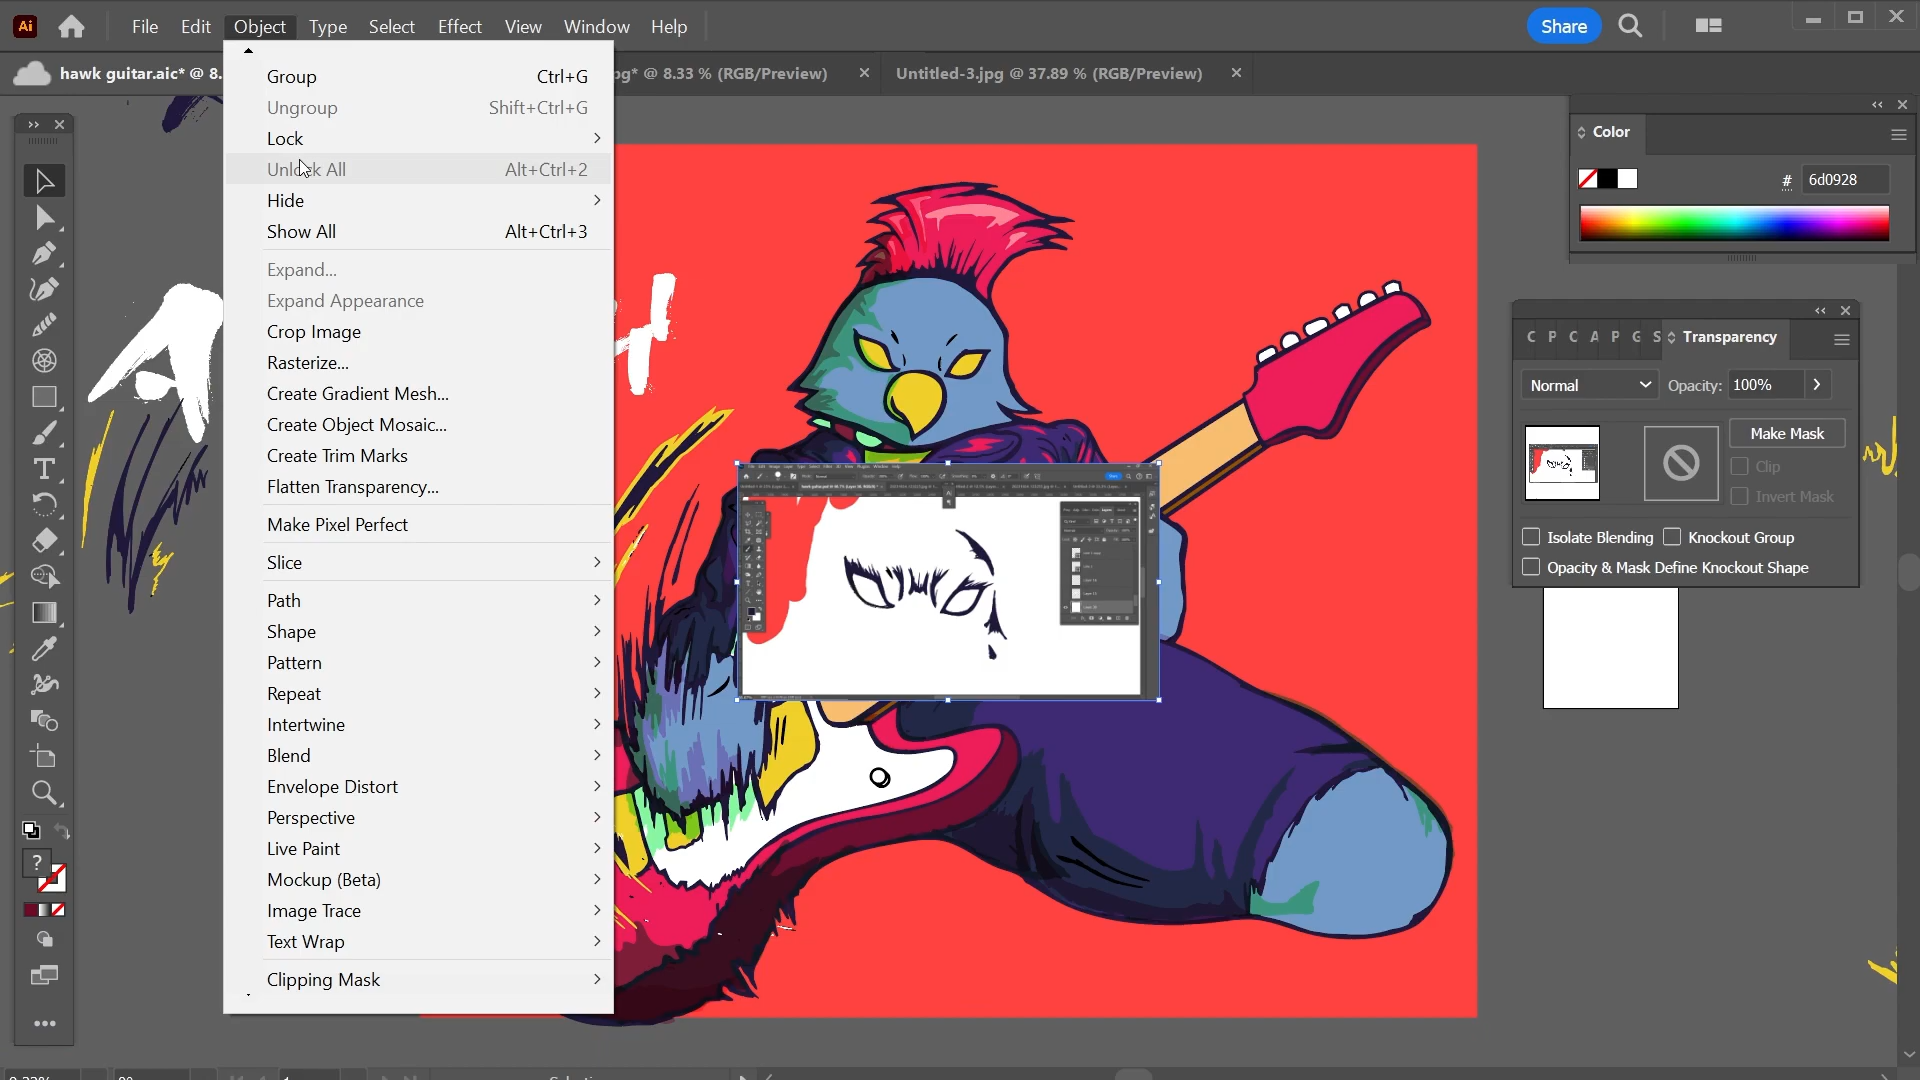 Ai File Edit Object Type Select Effect View Window Help Share
hawk guitar.aic* @ 8.
pg* @ 8.33 % (RGB/Preview)
Untitled-3.jpg @ 37.89 % (RGB/Preview)
Group Ctrl+G
Ungroup Shift+Ctrl+G
Lock
Unlock All Alt+Ctrl+2
Hide
Show All Alt+Ctrl+3
Expand...
Expand Appearance
Crop Image
Rasterize...
Create Gradient Mesh...
Create Object Mosaic...
Create Trim Marks
Flatten Transparency...
Make Pixel Perfect
Slice
Path
Shape
Pattern
Repeat
Intertwine
Blend
Envelope Distort
Perspective
Live Paint
Mockup (Beta)
Image Trace
Text Wrap
Clipping Mask
Color
# 6d0928
C P C A P G S Transparency
Normal Opacity: 100%
Make Mask
Clip
Invert Mask
Isolate Blending Knockout Group
Opacity & Mask Define Knockout Shape
?